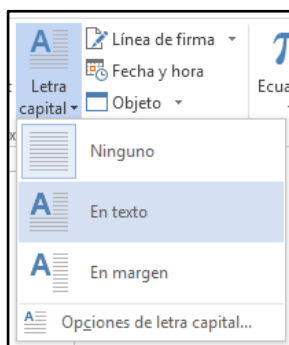 Letra
capital
Línea de firma
Fecha y hora
Objeto
π
Ecua
Ninguno
A
En texto
A
En margen
A
Opciones de letra capital...